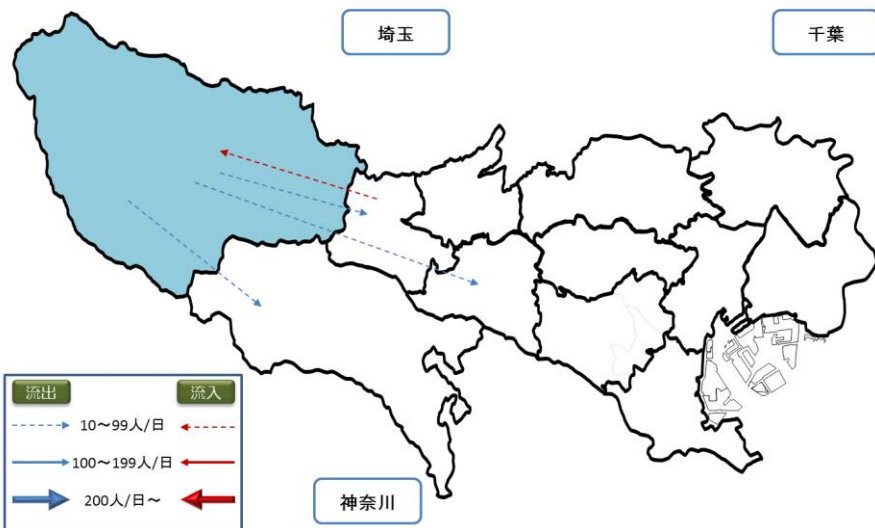 埼玉
千葉
流出
流入
10～99人/日
100～199人/日
200人/日～
神奈川